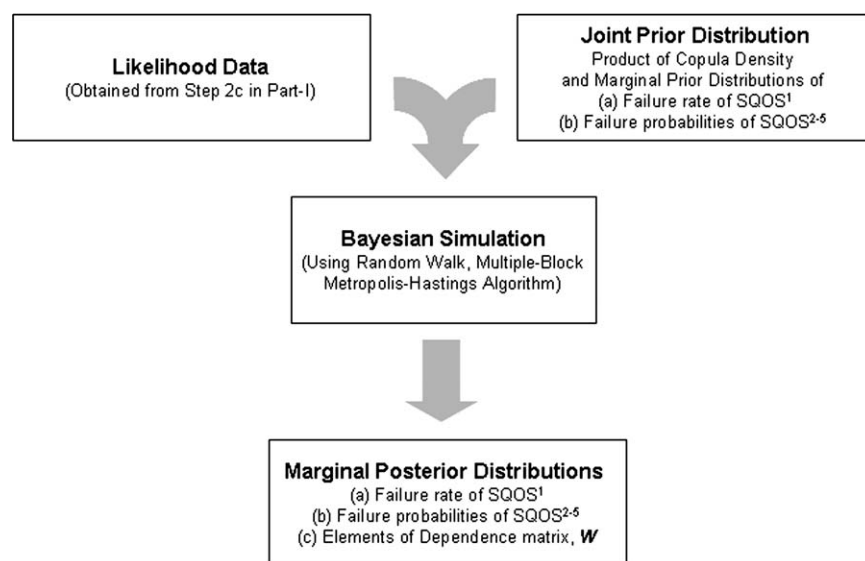 Likelihood Data
(Obtained from Step 2c in Part-I)
Joint Prior Distribution
Product of Copula Density
and Marginal Prior Distributions of
(a) Failure rate of SQOS¹
(b) Failure probabilities of SQOS²⁻⁵
Bayesian Simulation
(Using Random Walk, Multiple-Block
Metropolis-Hastings Algorithm)
Marginal Posterior Distributions
(a) Failure rate of SQOS¹
(b) Failure probabilities of SQOS²⁻⁵
(c) Elements of Dependence matrix, W